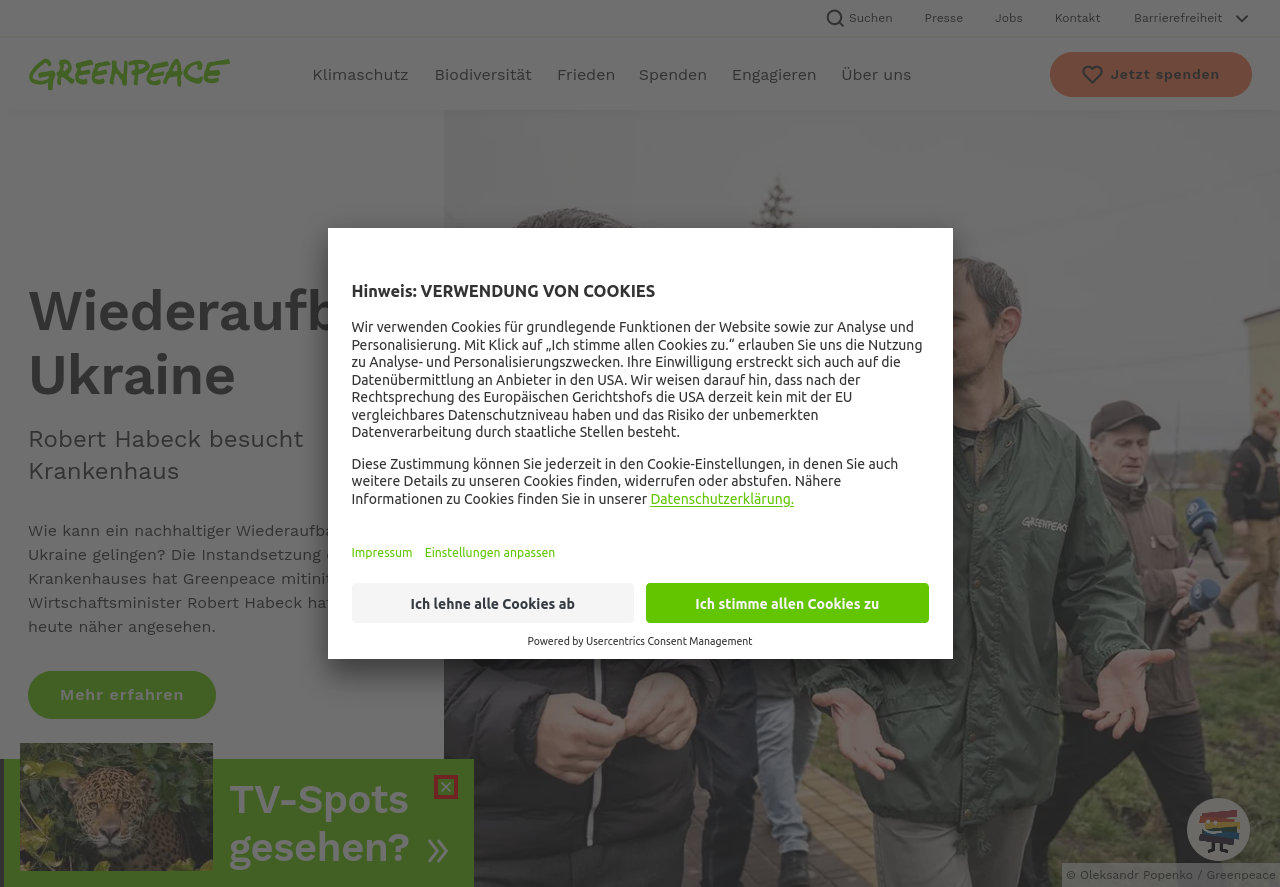 Suchen Presse Jobs Kontakt Barrierefreiheit
GREENPEACE Klimaschutz Biodiversität Frieden Spenden Engagieren Über uns Jetzt spenden
Hinweis: VERWENDUNG VON COOKIES
Wir verwenden Cookies für grundlegende Funktionen der Website sowie zur Analyse und
Personalisierung. Mit Klick auf „Ich stimme allen Cookies zu.“ erlauben Sie uns die Nutzung
zu Analyse- und Personalisierungszwecken. Ihre Einwilligung erstreckt sich auch auf die
Datenübermittlung an Anbieter in den USA. Wir weisen darauf hin, dass nach der
Rechtsprechung des Europäischen Gerichtshofs die USA derzeit kein mit der EU
vergleichbares Datenschutzniveau haben und das Risiko der unbemerkten
Datenverarbeitung durch staatliche Stellen besteht.
Diese Zustimmung können Sie jederzeit in den Cookie-Einstellungen, in denen Sie auch
weitere Details zu unseren Cookies finden, widerrufen oder abstufen. Nähere
Informationen zu Cookies finden Sie in unserer Datenschutzerklärung.
Impressum Einstellungen anpassen
Ich lehne alle Cookies ab Ich stimme allen Cookies zu
Powered by Usercentrics Consent Management
Ukraine
Robert Habeck besucht
Krankenhaus
Wie kann ein nachhaltiger
Ukraine gelingen? Die Instandsetzung
Krankenhauses hat Greenpeace
Wirtschaftsminister Robert Habeck
heute näher angesehen.
Mehr erfahren
TV-Spots
gesehen? »
GREENPEACE
© Oleksandr Popenko / Greenpeace